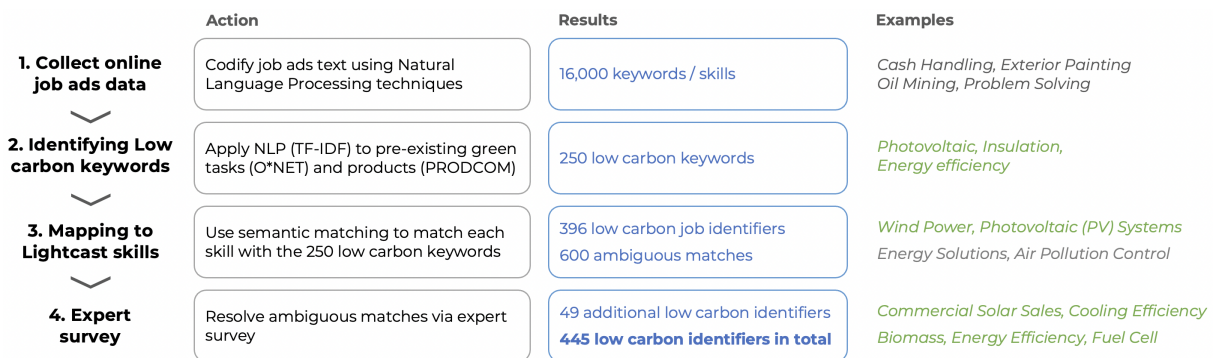 Action Results Examples
1. Collect online
job ads data
Codify job ads text using Natural
Language Processing techniques
16,000 keywords / skills
Cash Handling, Exterior Painting
Oil Mining, Problem Solving
2. Identifying Low
carbon keywords
Apply NLP (TF-IDF) to pre-existing green
tasks (O*NET) and products (PRODCOM)
250 low carbon keywords
Photovoltaic, Insulation,
Energy efficiency
3. Mapping to
Lightcast skills
Use semantic matching to match each
skill with the 250 low carbon keywords
396 low carbon job identifiers
600 ambiguous matches
Wind Power, Photovoltaic (PV) Systems
Energy Solutions, Air Pollution Control
4. Expert
survey
Resolve ambiguous matches via expert
survey
49 additional low carbon identifiers
445 low carbon identifiers in total
Commercial Solar Sales, Cooling Efficiency
Biomass, Energy Efficiency, Fuel Cell